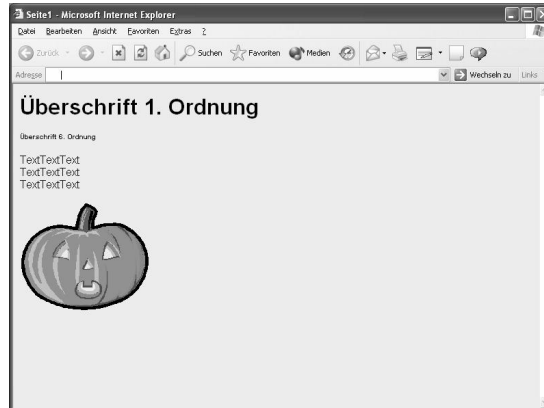 Seite1 - Microsoft Internet Explorer
Datei Bearbeiten Ansicht Favoriten Extras ?
Zurück Suchen Favoriten Medien
Adresse Wechseln zu Links
Überschrift 1. Ordnung
Überschrift 6. Ordnung
TextTextText
TextTextText
TextTextText